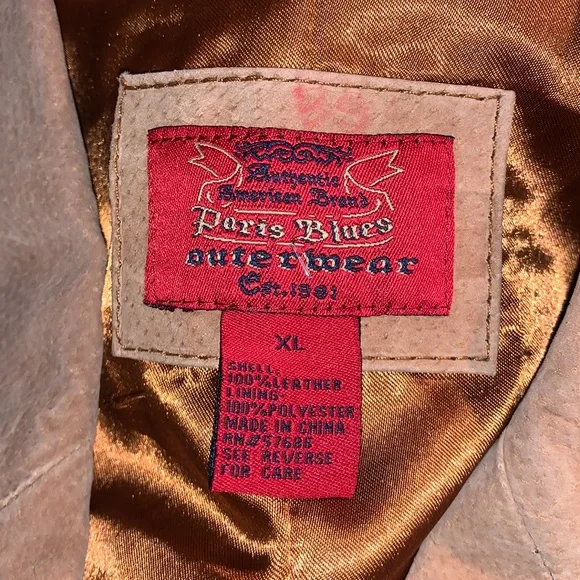 Authentic
American Brand
Paris Blues
outerwear
Est. 1981
XL
SHELL:
100%LEATHER
LINING-
100%POLYESTER
MADE IN CHINA
RN#57686
SEE REVERSE
FOR CARE